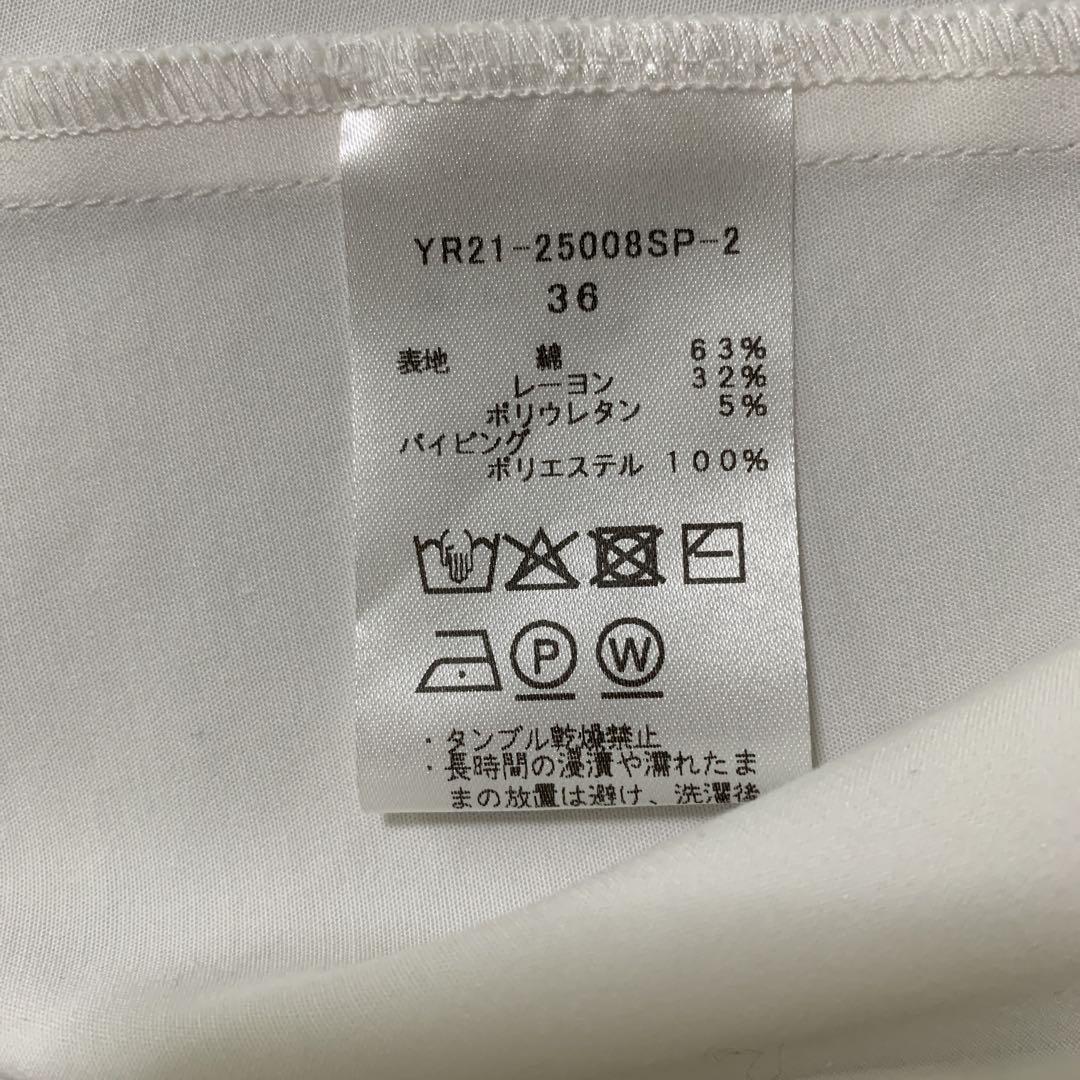 YR21-25008SP-2
36
表地 綿 63%
レーヨン 32%
ポリウレタン 5%
パイピング
ポリエステル 100%
P W
・タンブル乾燥禁止
・長時間の浸漬や濡れたま
まの放置は避け、洗濯後